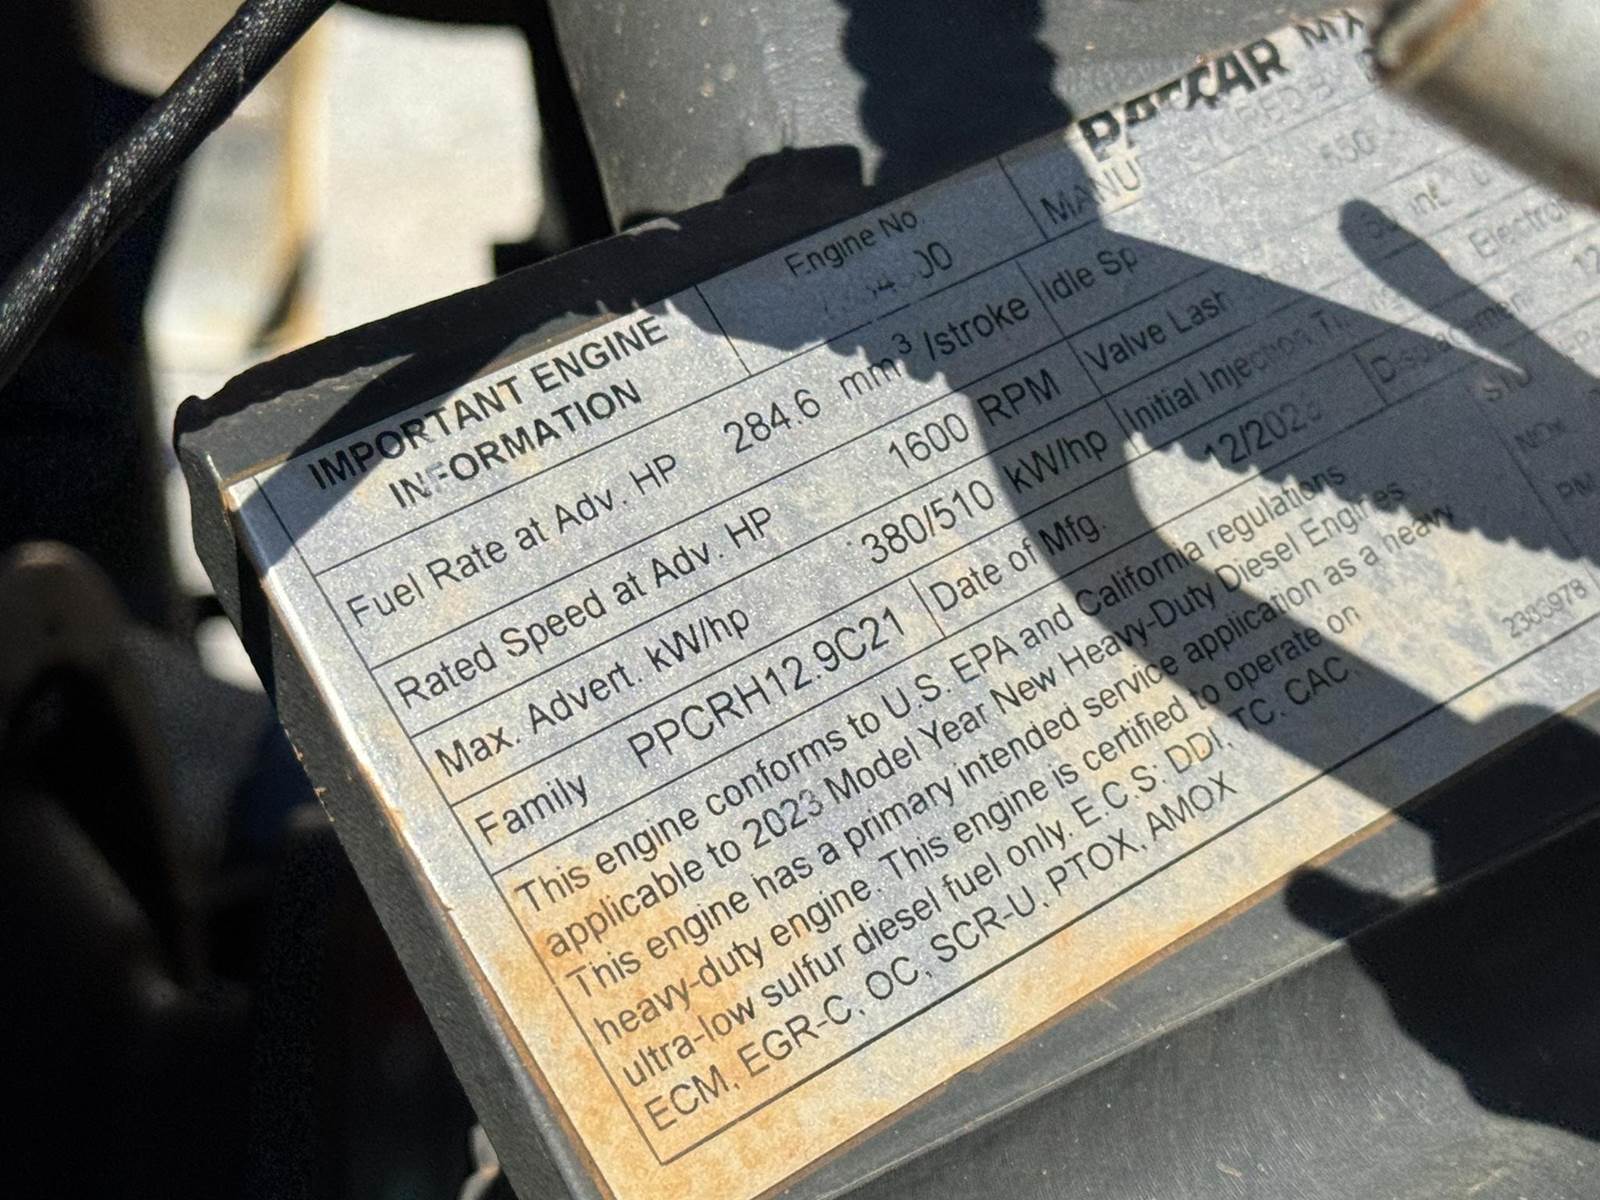 PACCAR MX
IMPORTANT ENGINE
INFORMATION
Engine No.
Fuel Rate at Adv. HP 284.6 mm³/stroke
Idle
Rated Speed at Adv. HP 1600 RPM
Valve Lash
Max. Advert. kW/hp 380/510 kW/hp
Initial Injection
Family PPCRH12.9C21
Date of Mfg.
This engine conforms to U.S. EPA and California regulations
applicable to 2023 Model Year New Heavy-Duty Diesel Engines
This engine has a primary intended service application as a heavy
heavy-duty engine. This engine is certified to operate on
ultra-low sulfur diesel fuel only. E.C.S: DDI, TC. CAC,
ECM, EGR-C, OC, SCR-U, PTOX, AMOX
STD
NOx
PM